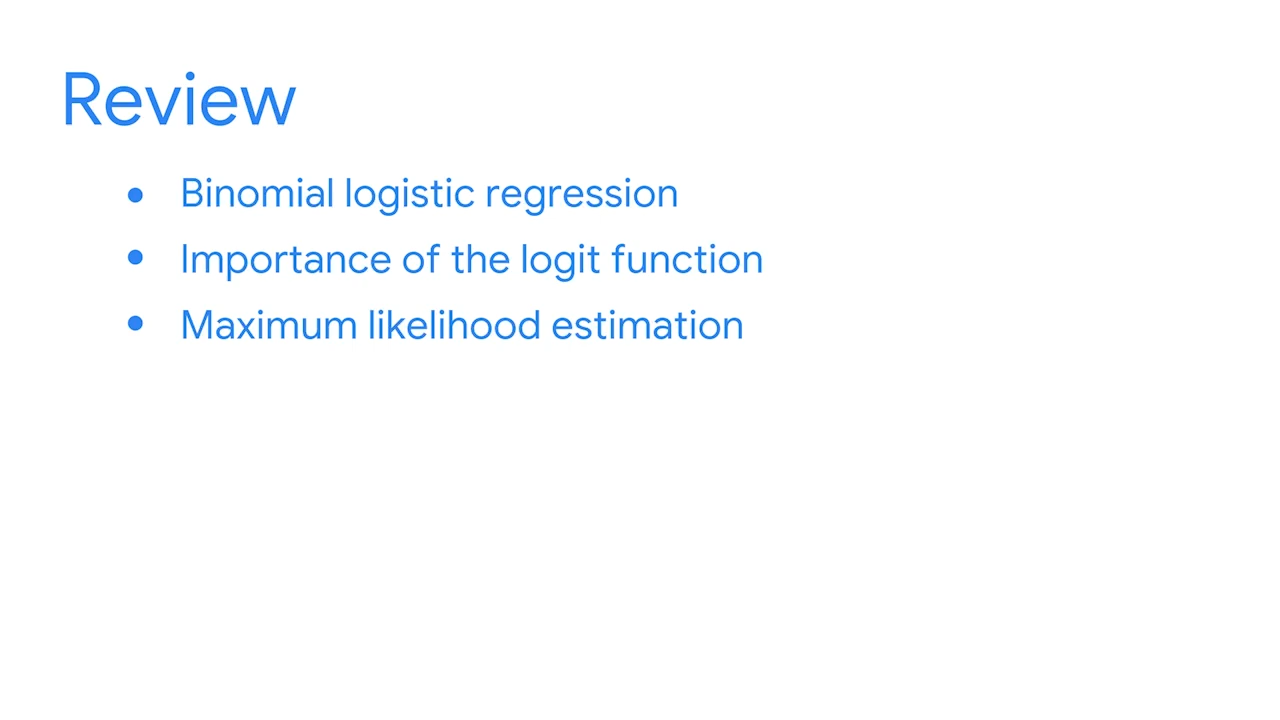 Review
• Binomial logistic regression
• Importance of the logit function
• Maximum likelihood estimation